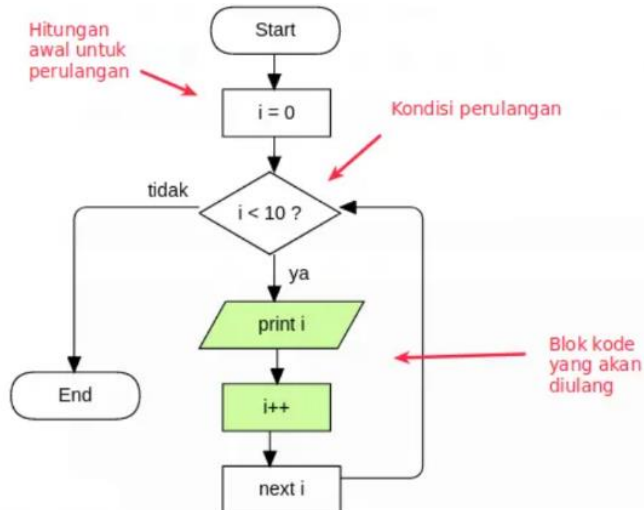 Start
Hitungan
awal untuk
perulangan
i = 0
Kondisi perulangan
tidak
i < 10 ?
ya
print i
Blok kode
yang akan
diulang
End
i++
next i